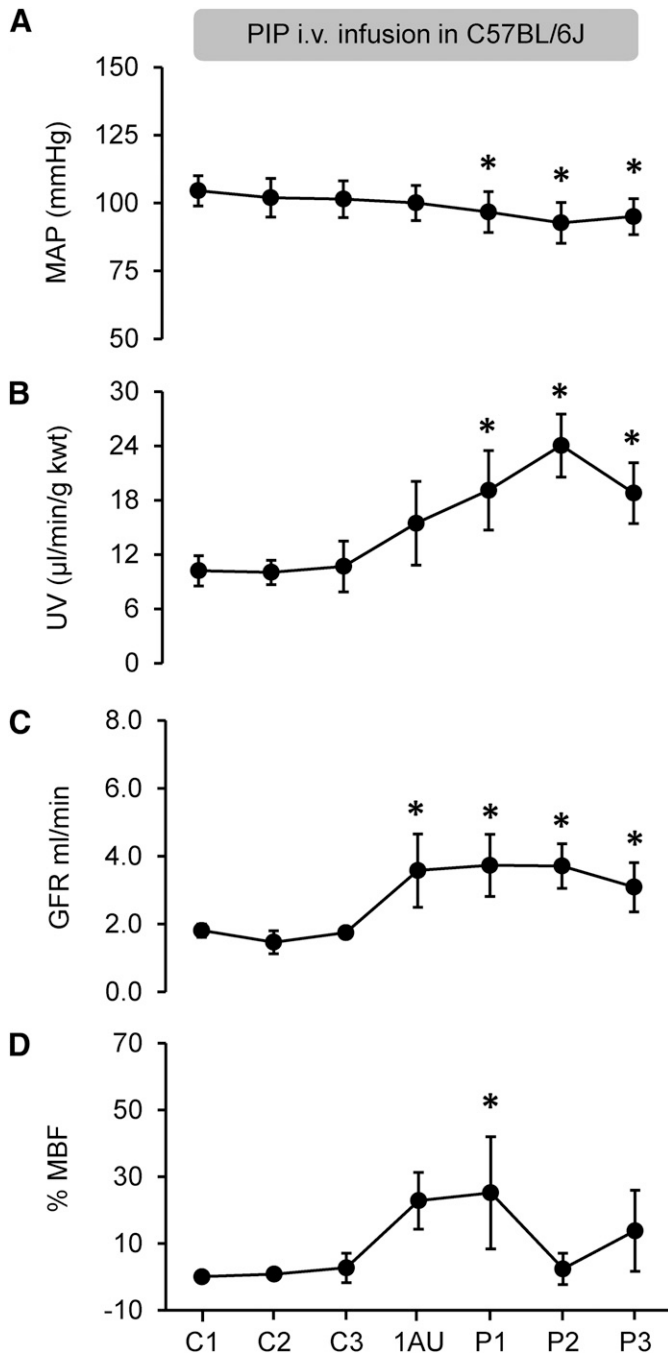 A
PIP i.v. infusion in C57BL/6J
150
125
100
75
50
MAP (mmHg)
* * *
B
30
24
18
12
6
0
UV (µl/min/g kwt)
* * *
C
8.0
6.0
4.0
2.0
0.0
GFR ml/min
* * * *
D
70
50
30
10
-10
% MBF
*
C1 C2 C3 1AU P1 P2 P3